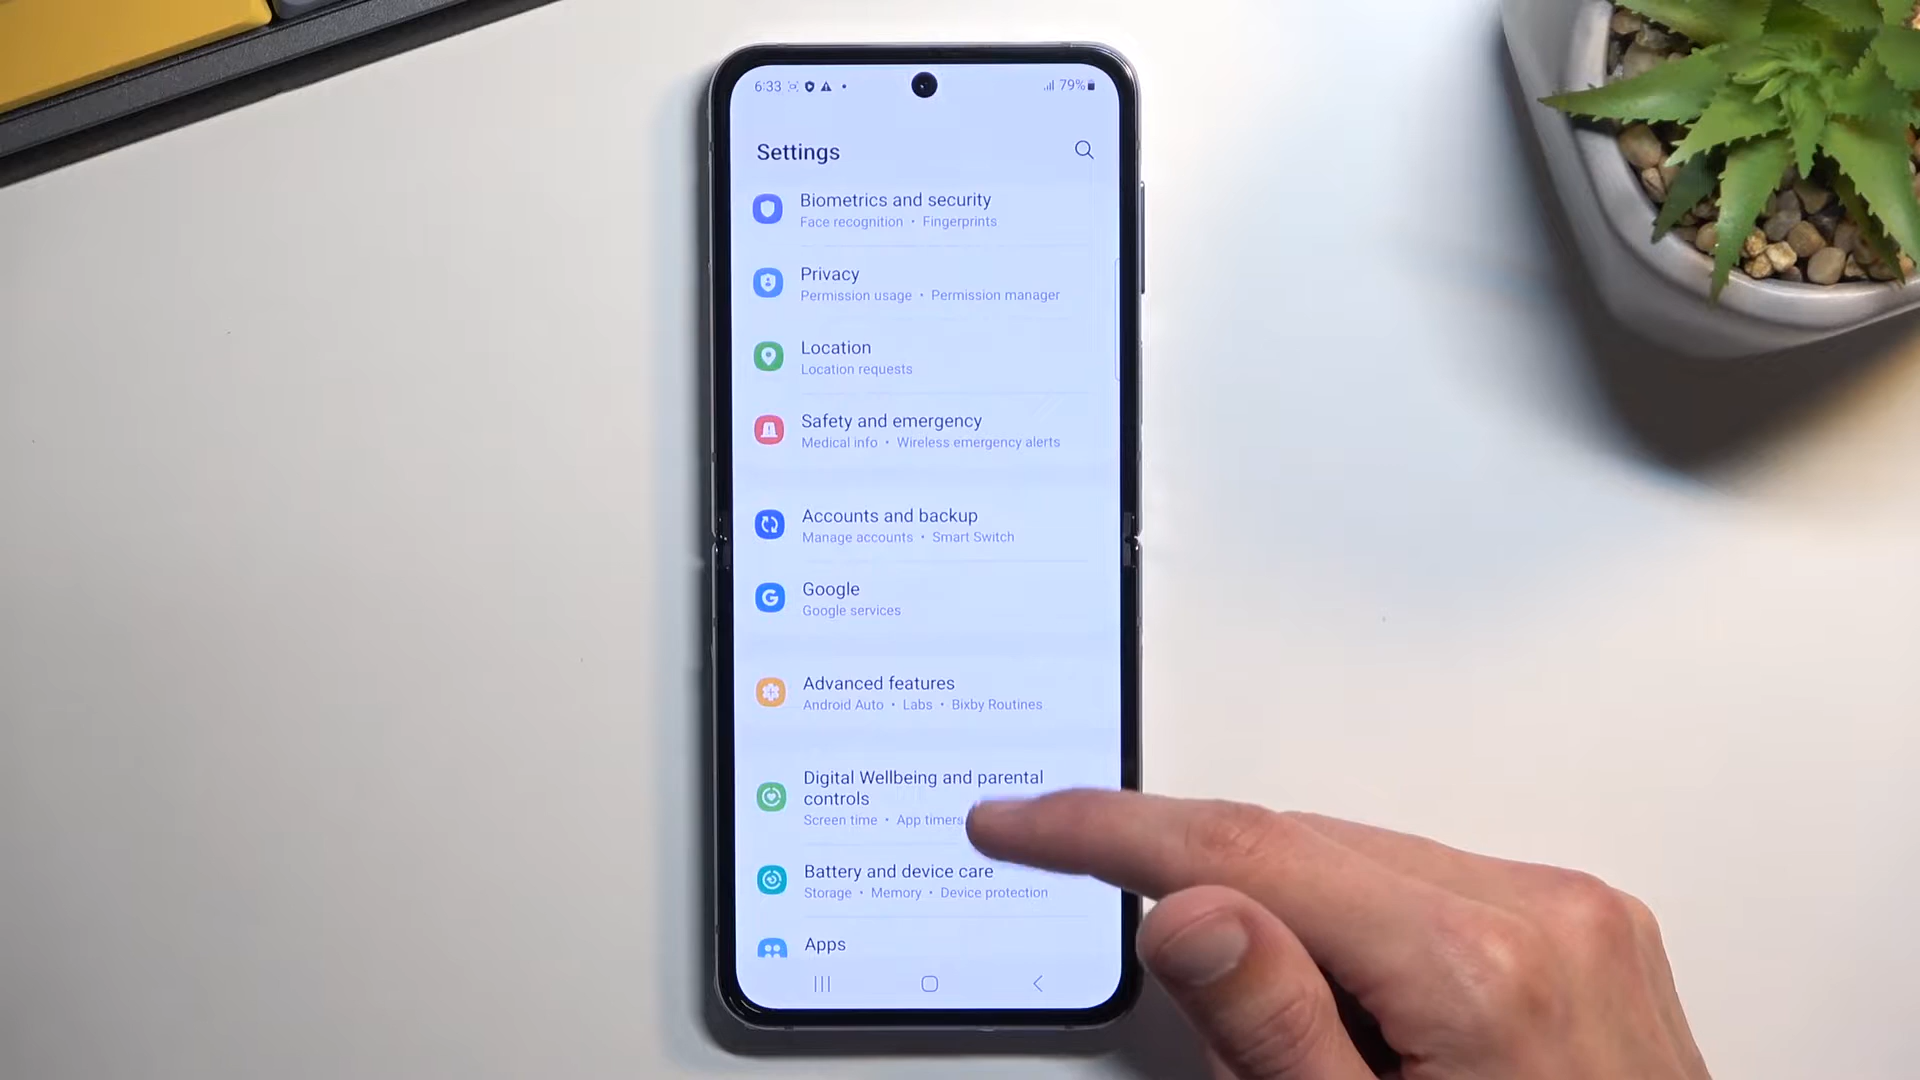 6:33
79%
Settings
Biometrics and security
Face recognition • Fingerprints
Privacy
Permission usage • Permission manager
Location
Location requests
Safety and emergency
Medical info • Wireless emergency alerts
Accounts and backup
Manage accounts • Smart Switch
Google
Google services
Advanced features
Android Auto • Labs • Bixby Routines
Digital Wellbeing and parental
controls
Screen time • App timers
Battery and device care
Storage • Memory • Device protection
Apps